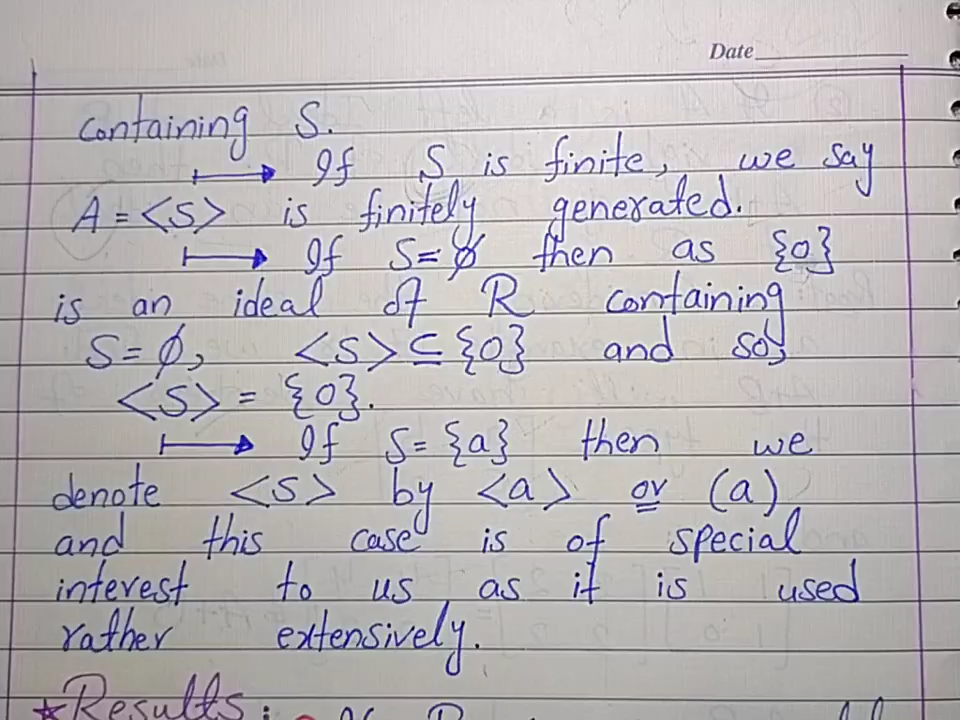 Date
containing S.
↦ If S is finite, we say
A = <S> is finitely generated.
↦ If S = ∅ then as {0}
is an ideal of R containing
S = ∅, <S> ⊆ {0} and so,
<S> = {0}.
↦ If S = {a} then we
denote <S> by <a> or (a)
and this case is of special
interest to us as it is used
rather extensively.
★Results: